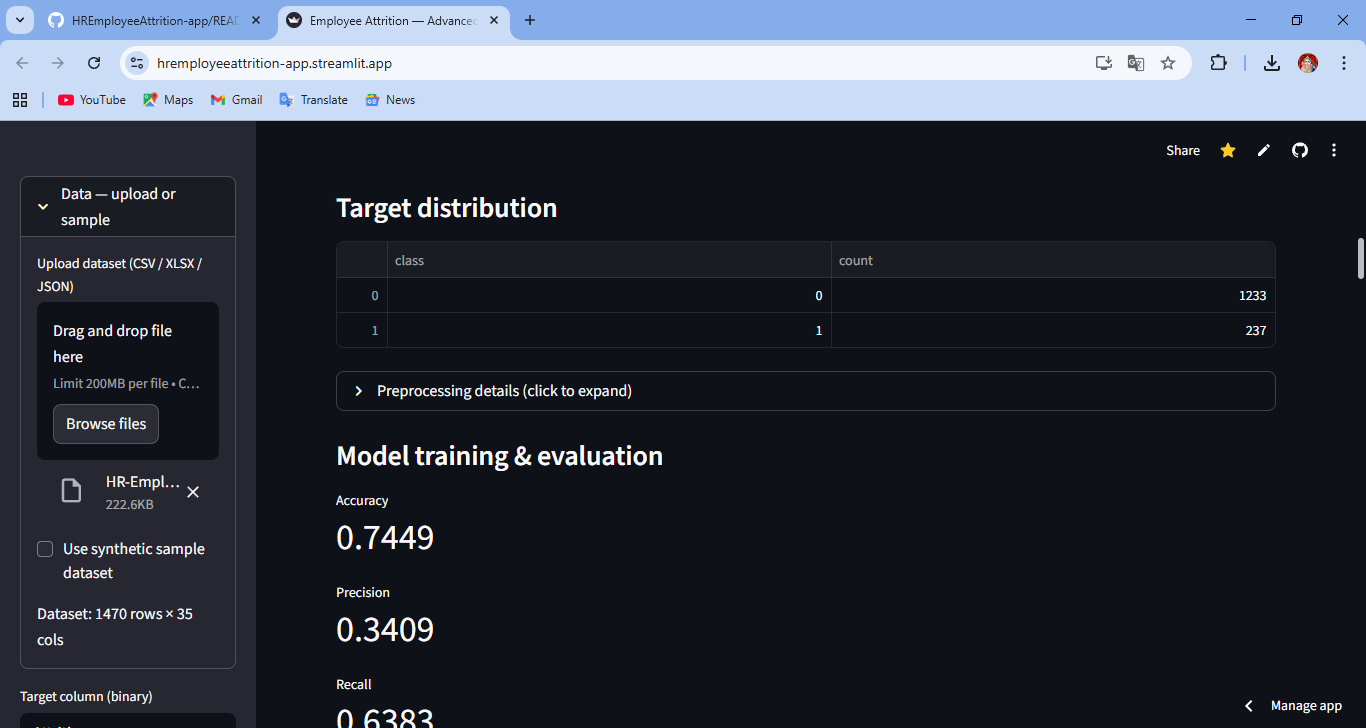 HREmployeeAttrition-app/READ
Employee Attrition — Advanced
hremployeeattrition-app.streamlit.app
YouTube
Maps
Gmail
Translate
News
Share
Data — upload or
sample
Upload dataset (CSV / XLSX /
JSON)
Drag and drop file
here
Limit 200MB per file • C…
Browse files
HR-Empl…
222.6KB
Use synthetic sample
dataset
Dataset: 1470 rows × 35
cols
Target column (binary)
Target distribution
class count
0 0 1233
1 1 237
Preprocessing details (click to expand)
Model training & evaluation
Accuracy
0.7449
Precision
0.3409
Recall
0.6383
Manage app